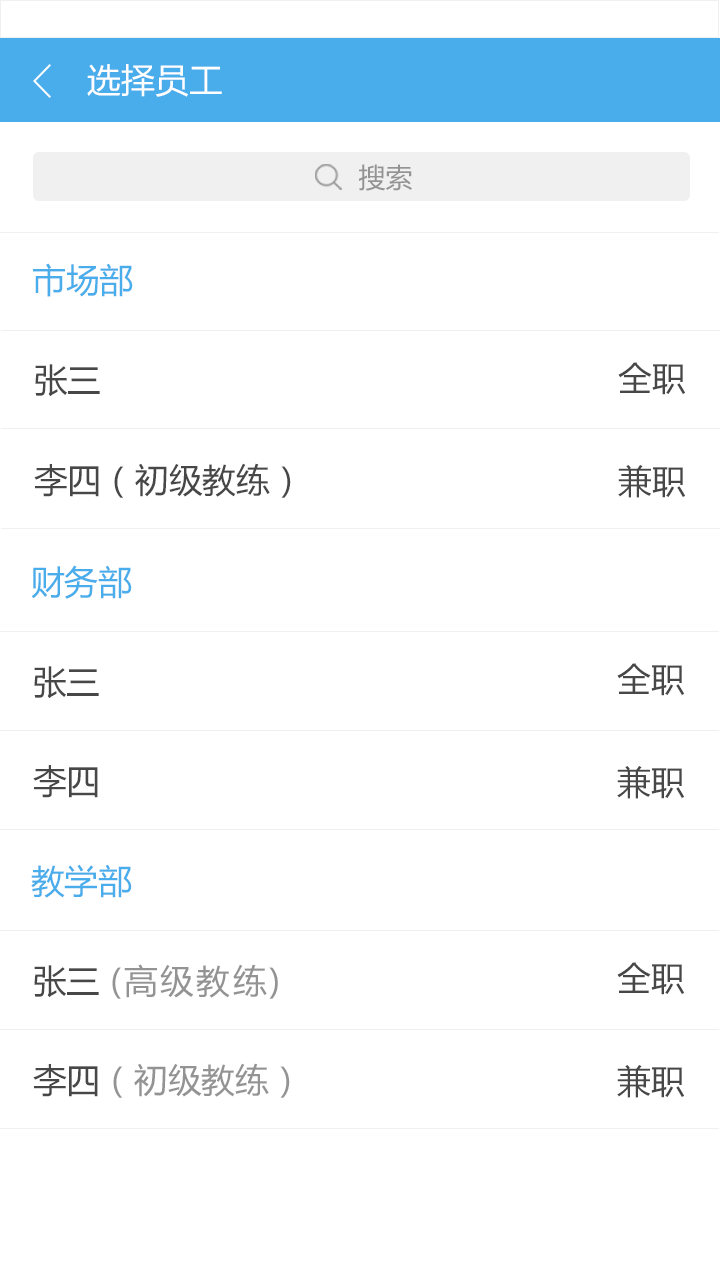 选择员工
搜索
市场部
张三 全职
李四（初级教练） 兼职
财务部
张三 全职
李四 兼职
教学部
张三 (高级教练) 全职
李四（初级教练） 兼职